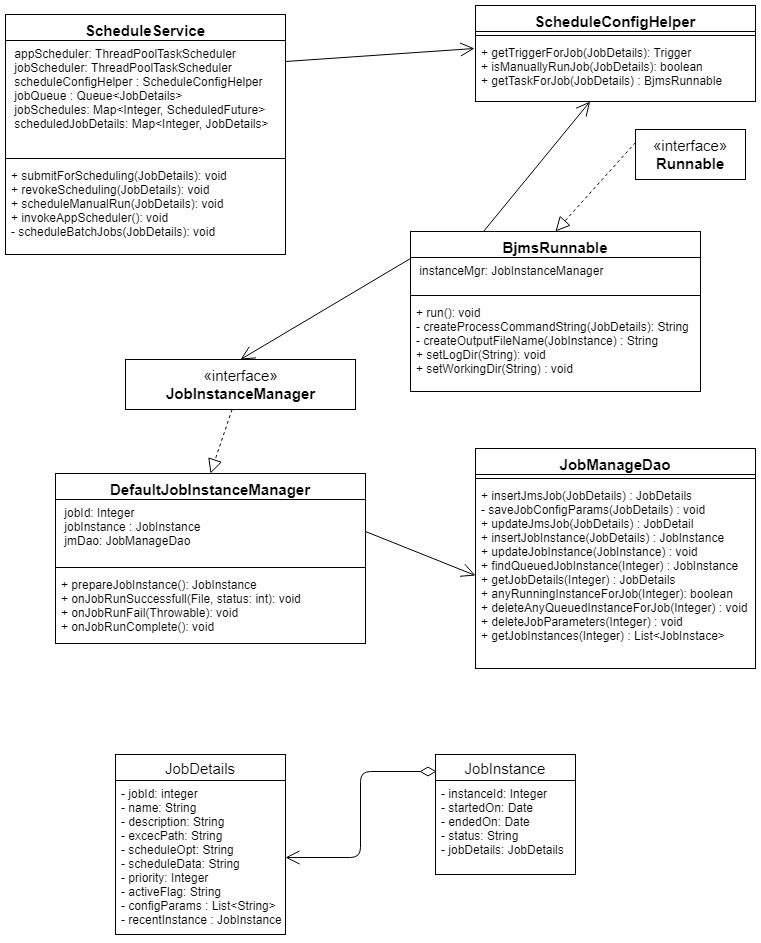 ScheduleService
appScheduler: ThreadPoolTaskScheduler
jobScheduler: ThreadPoolTaskScheduler
scheduleConfigHelper : ScheduleConfigHelper
jobQueue : Queue<JobDetails>
jobSchedules: Map<Integer, ScheduledFuture>
scheduledJobDetails: Map<Integer, JobDetails>
+ submitForScheduling(JobDetails): void
+ revokeScheduling(JobDetails): void
+ scheduleManualRun(JobDetails): void
+ invokeAppScheduler(): void
- scheduleBatchJobs(JobDetails): void
ScheduleConfigHelper
+ getTriggerForJob(JobDetails): Trigger
+ isManuallyRunJob(JobDetails): boolean
+ getTaskForJob(JobDetails) : BjmsRunnable
«interface»
Runnable
BjmsRunnable
instanceMgr: JobInstanceManager
+ run(): void
- createProcessCommandString(JobDetails): String
- createOutputFileName(JobInstance) : String
+ setLogDir(String): void
+ setWorkingDir(String) : void
«interface»
JobInstanceManager
DefaultJobInstanceManager
jobId: Integer
jobInstance : JobInstance
jmDao: JobManageDao
+ prepareJobInstance(): JobInstance
+ onJobRunSuccessfull(File, status: int): void
+ onJobRunFail(Throwable): void
+ onJobRunComplete(): void
JobManageDao
+ insertJmsJob(JobDetails) : JobDetails
- saveJobConfigParams(JobDetails) : void
+ updateJmsJob(JobDetails) : JobDetail
+ insertJobInstance(JobDetails) : JobInstance
+ updateJobInstance(JobInstance) : void
+ findQueuedJobInstance(Integer) : JobInstance
+ getJobDetails(Integer) : JobDetails
+ anyRunningInstanceForJob(Integer): boolean
+ deleteAnyQueuedInstanceForJob(Integer) : void
+ deleteJobParameters(Integer) : void
+ getJobInstances(Integer) : List<JobInstace>
JobDetails
- jobId: integer
- name: String
- description: String
- excecPath: String
- scheduleOpt: String
- scheduleData: String
- priority: Integer
- activeFlag: String
- configParams : List<String>
- recentInstance : JobInstance
JobInstance
- instanceId: Integer
- startedOn: Date
- endedOn: Date
- status: String
- jobDetails: JobDetails